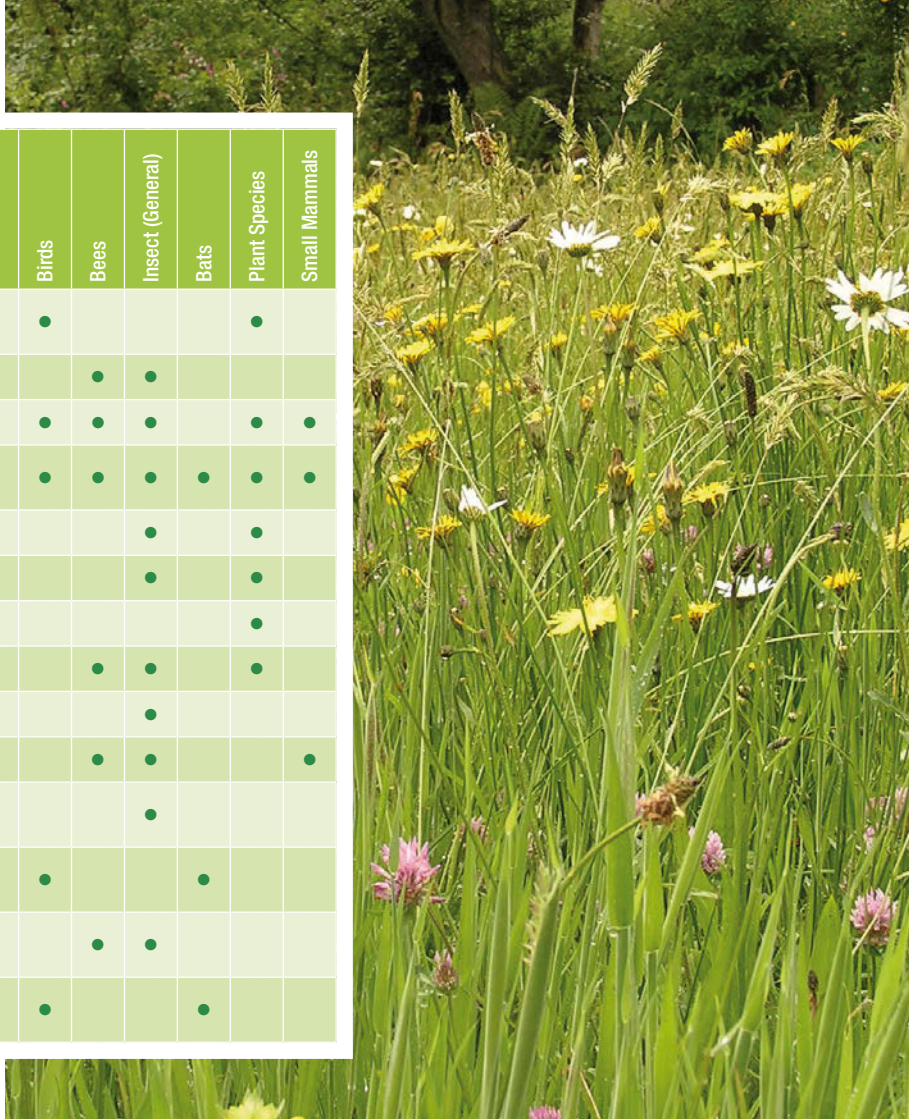 Birds
Bees
Insect (General)
Bats
Plant Species
Small Mammals